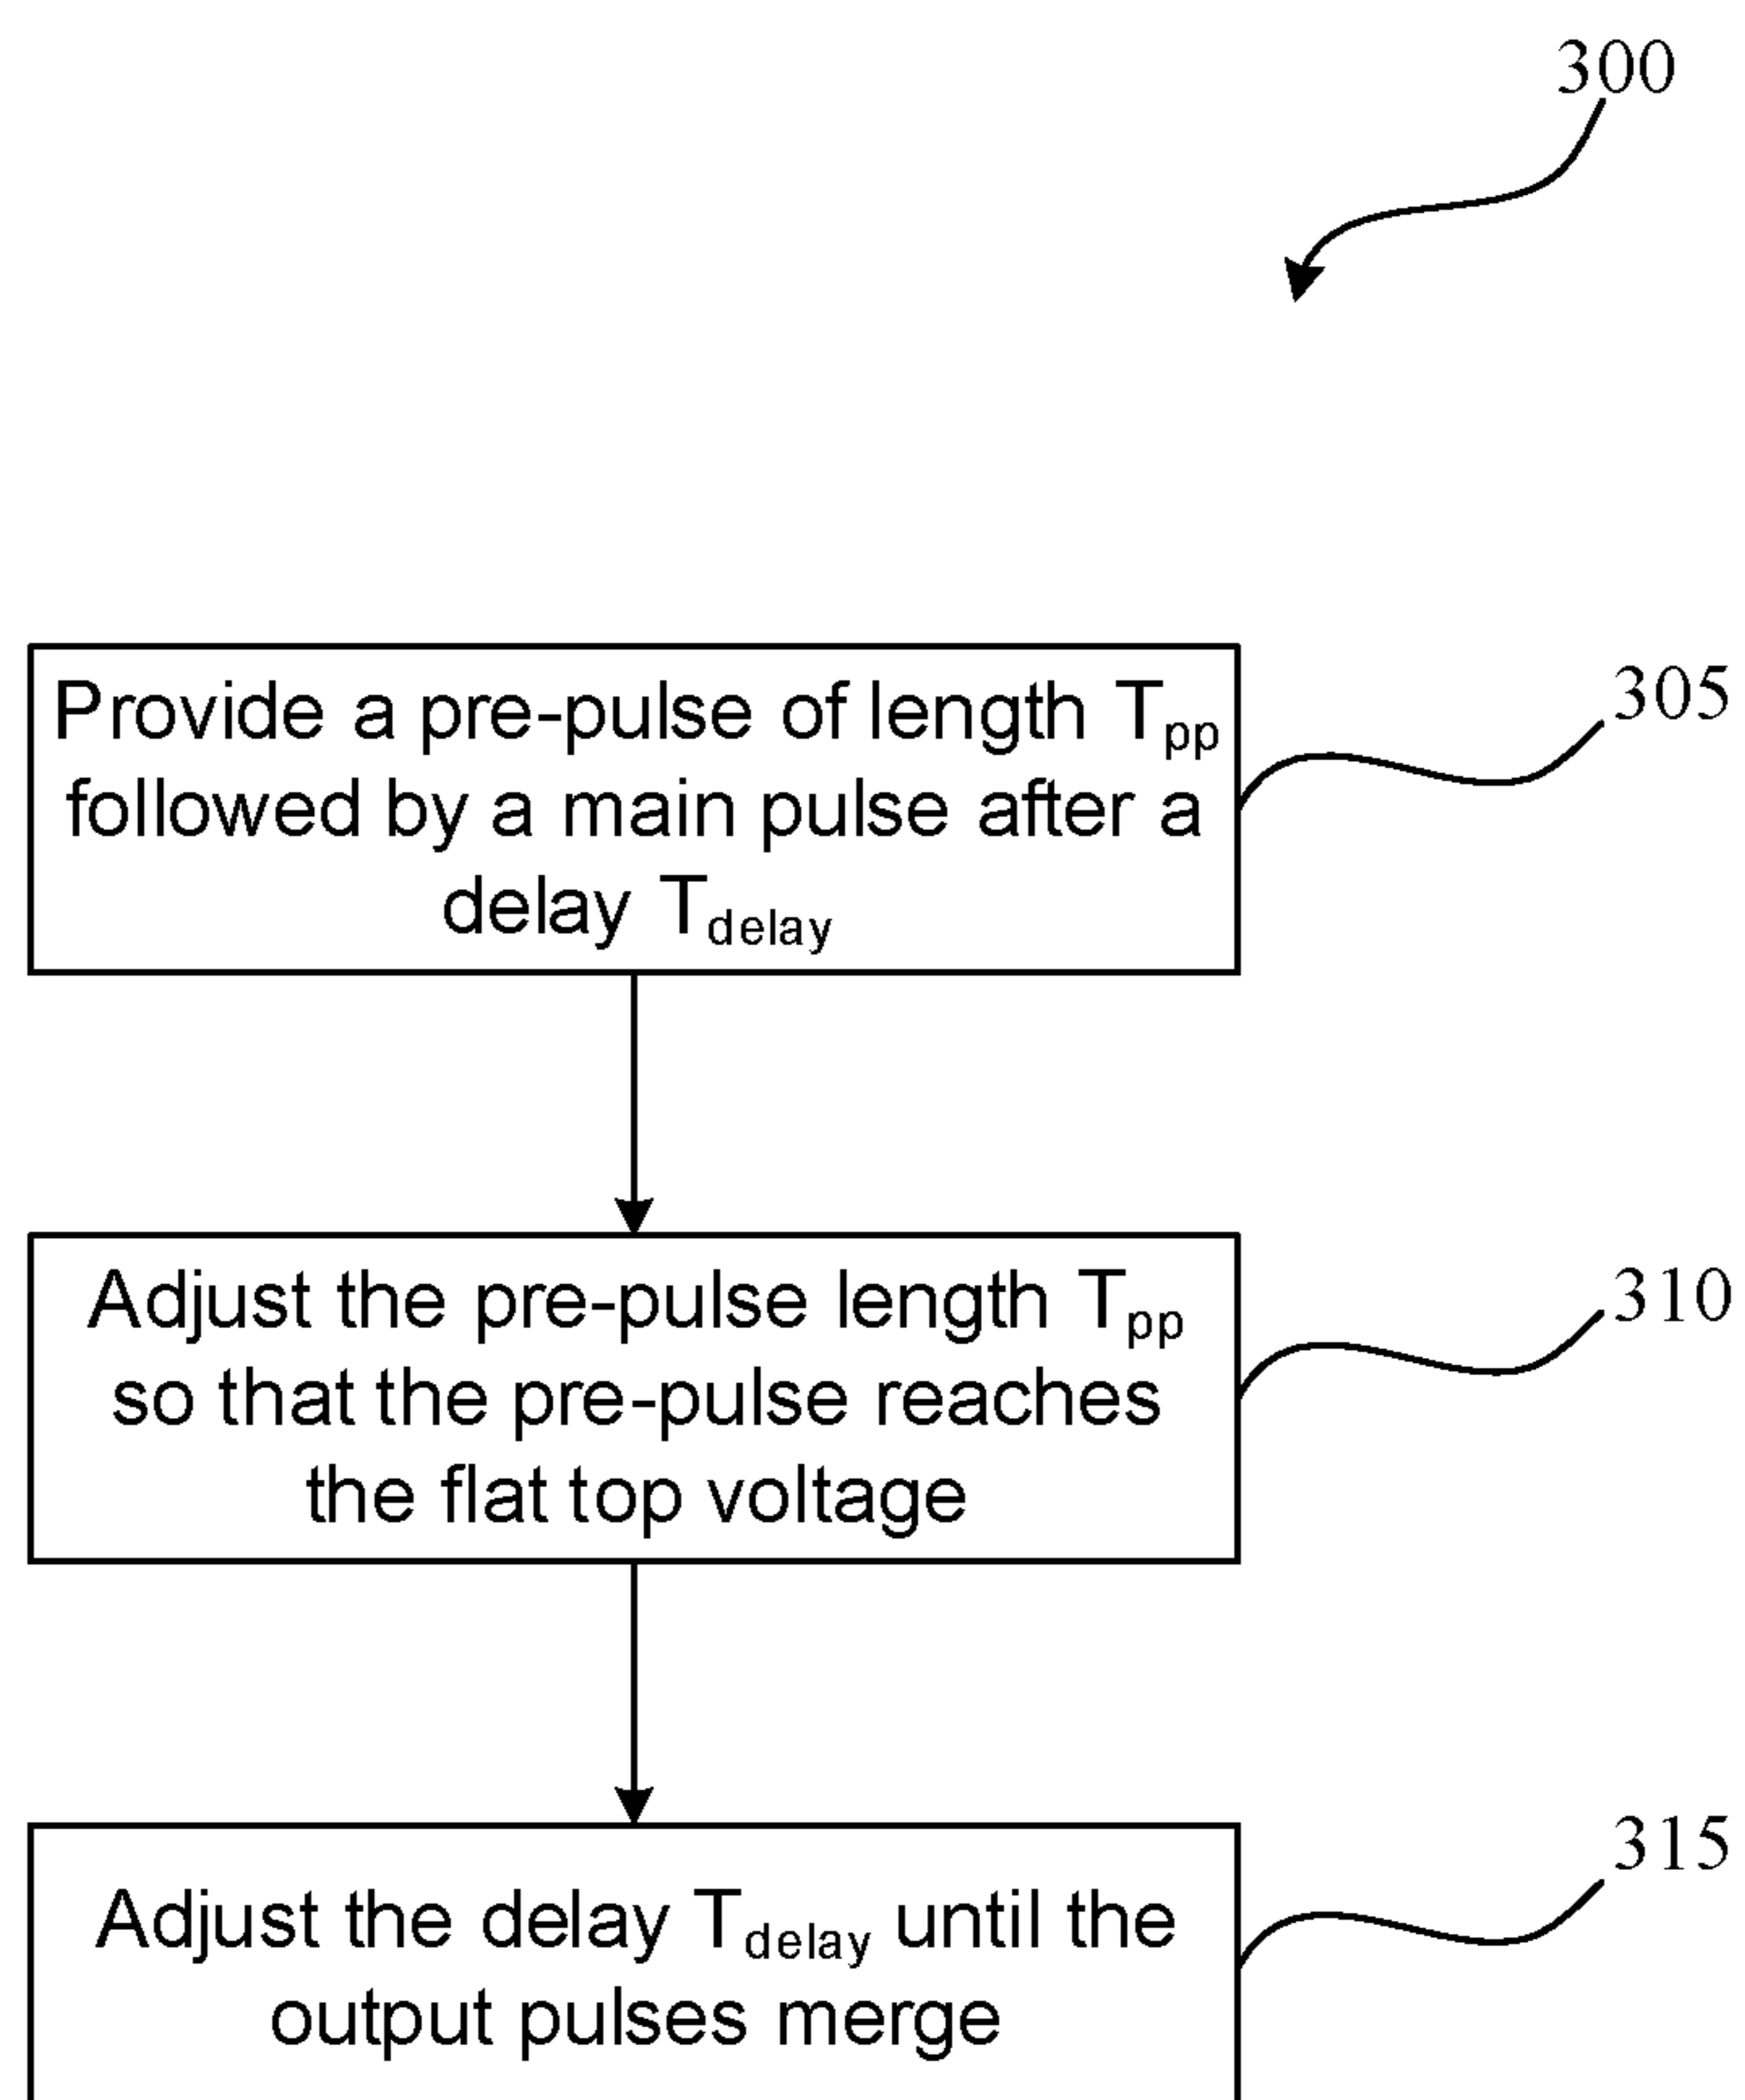 300
Provide a pre-pulse of length Tpp
305
followed by a main pulse after a
delay Tdelay
Adjust the pre-pulse length Tpp
310
so that the pre-pulse reaches
the flat top voltage
315
Adjust the delay Tdelay until the
output pulses merge